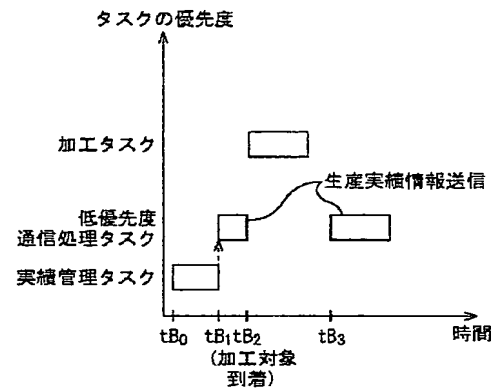 タスクの優先度
加工タスク
生産実績情報送信
低優先度
通信処理タスク
実績管理タスク
tB0 tB1 tB2 tB3 時間
(加工対象
到着)